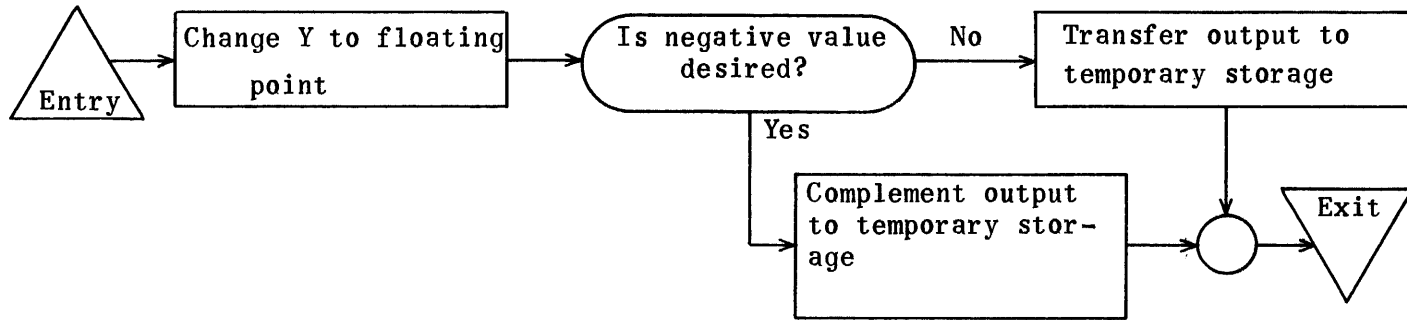 Entry
Change Y to floating
point
Is negative value
desired?
No
Transfer output to
temporary storage
Yes
Complement output
to temporary stor-
age
Exit